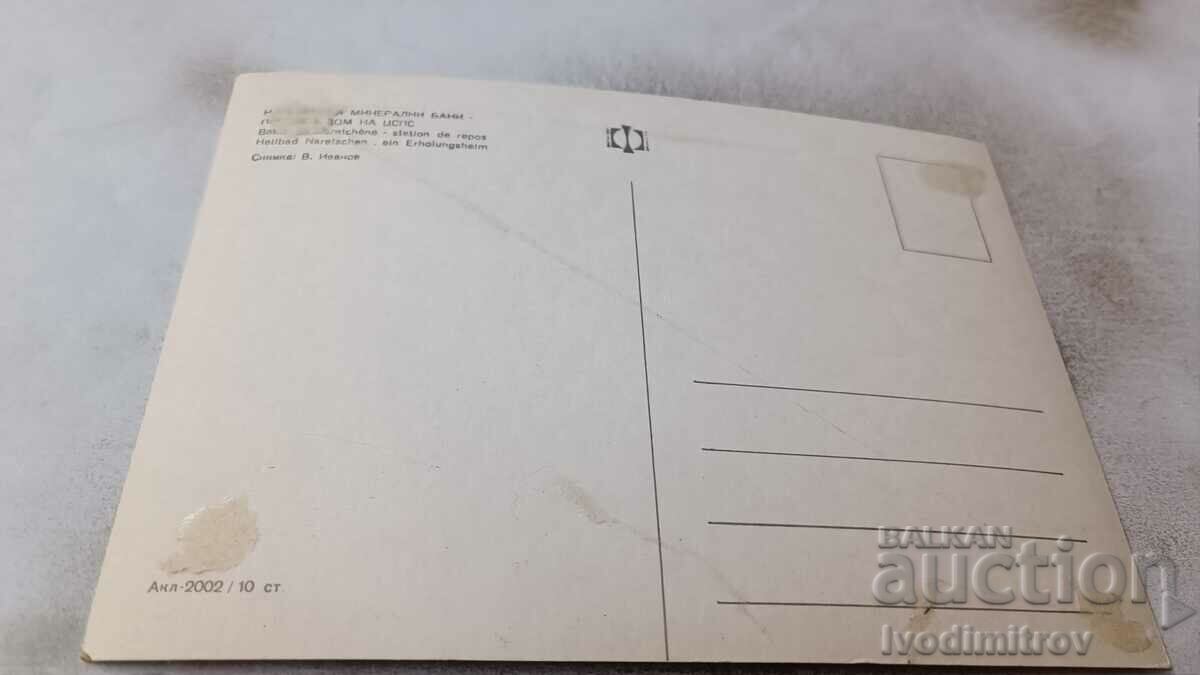 МИНЕРАЛНИ БАНИ -
ДОМ НА ЦСПС
- station de repos
Heilbad Naretschen - ein Erholungsheim
Снимка: В. Иванов
Акл-2002 / 10 ст.
BALKAN
auction
Ivodimitrov